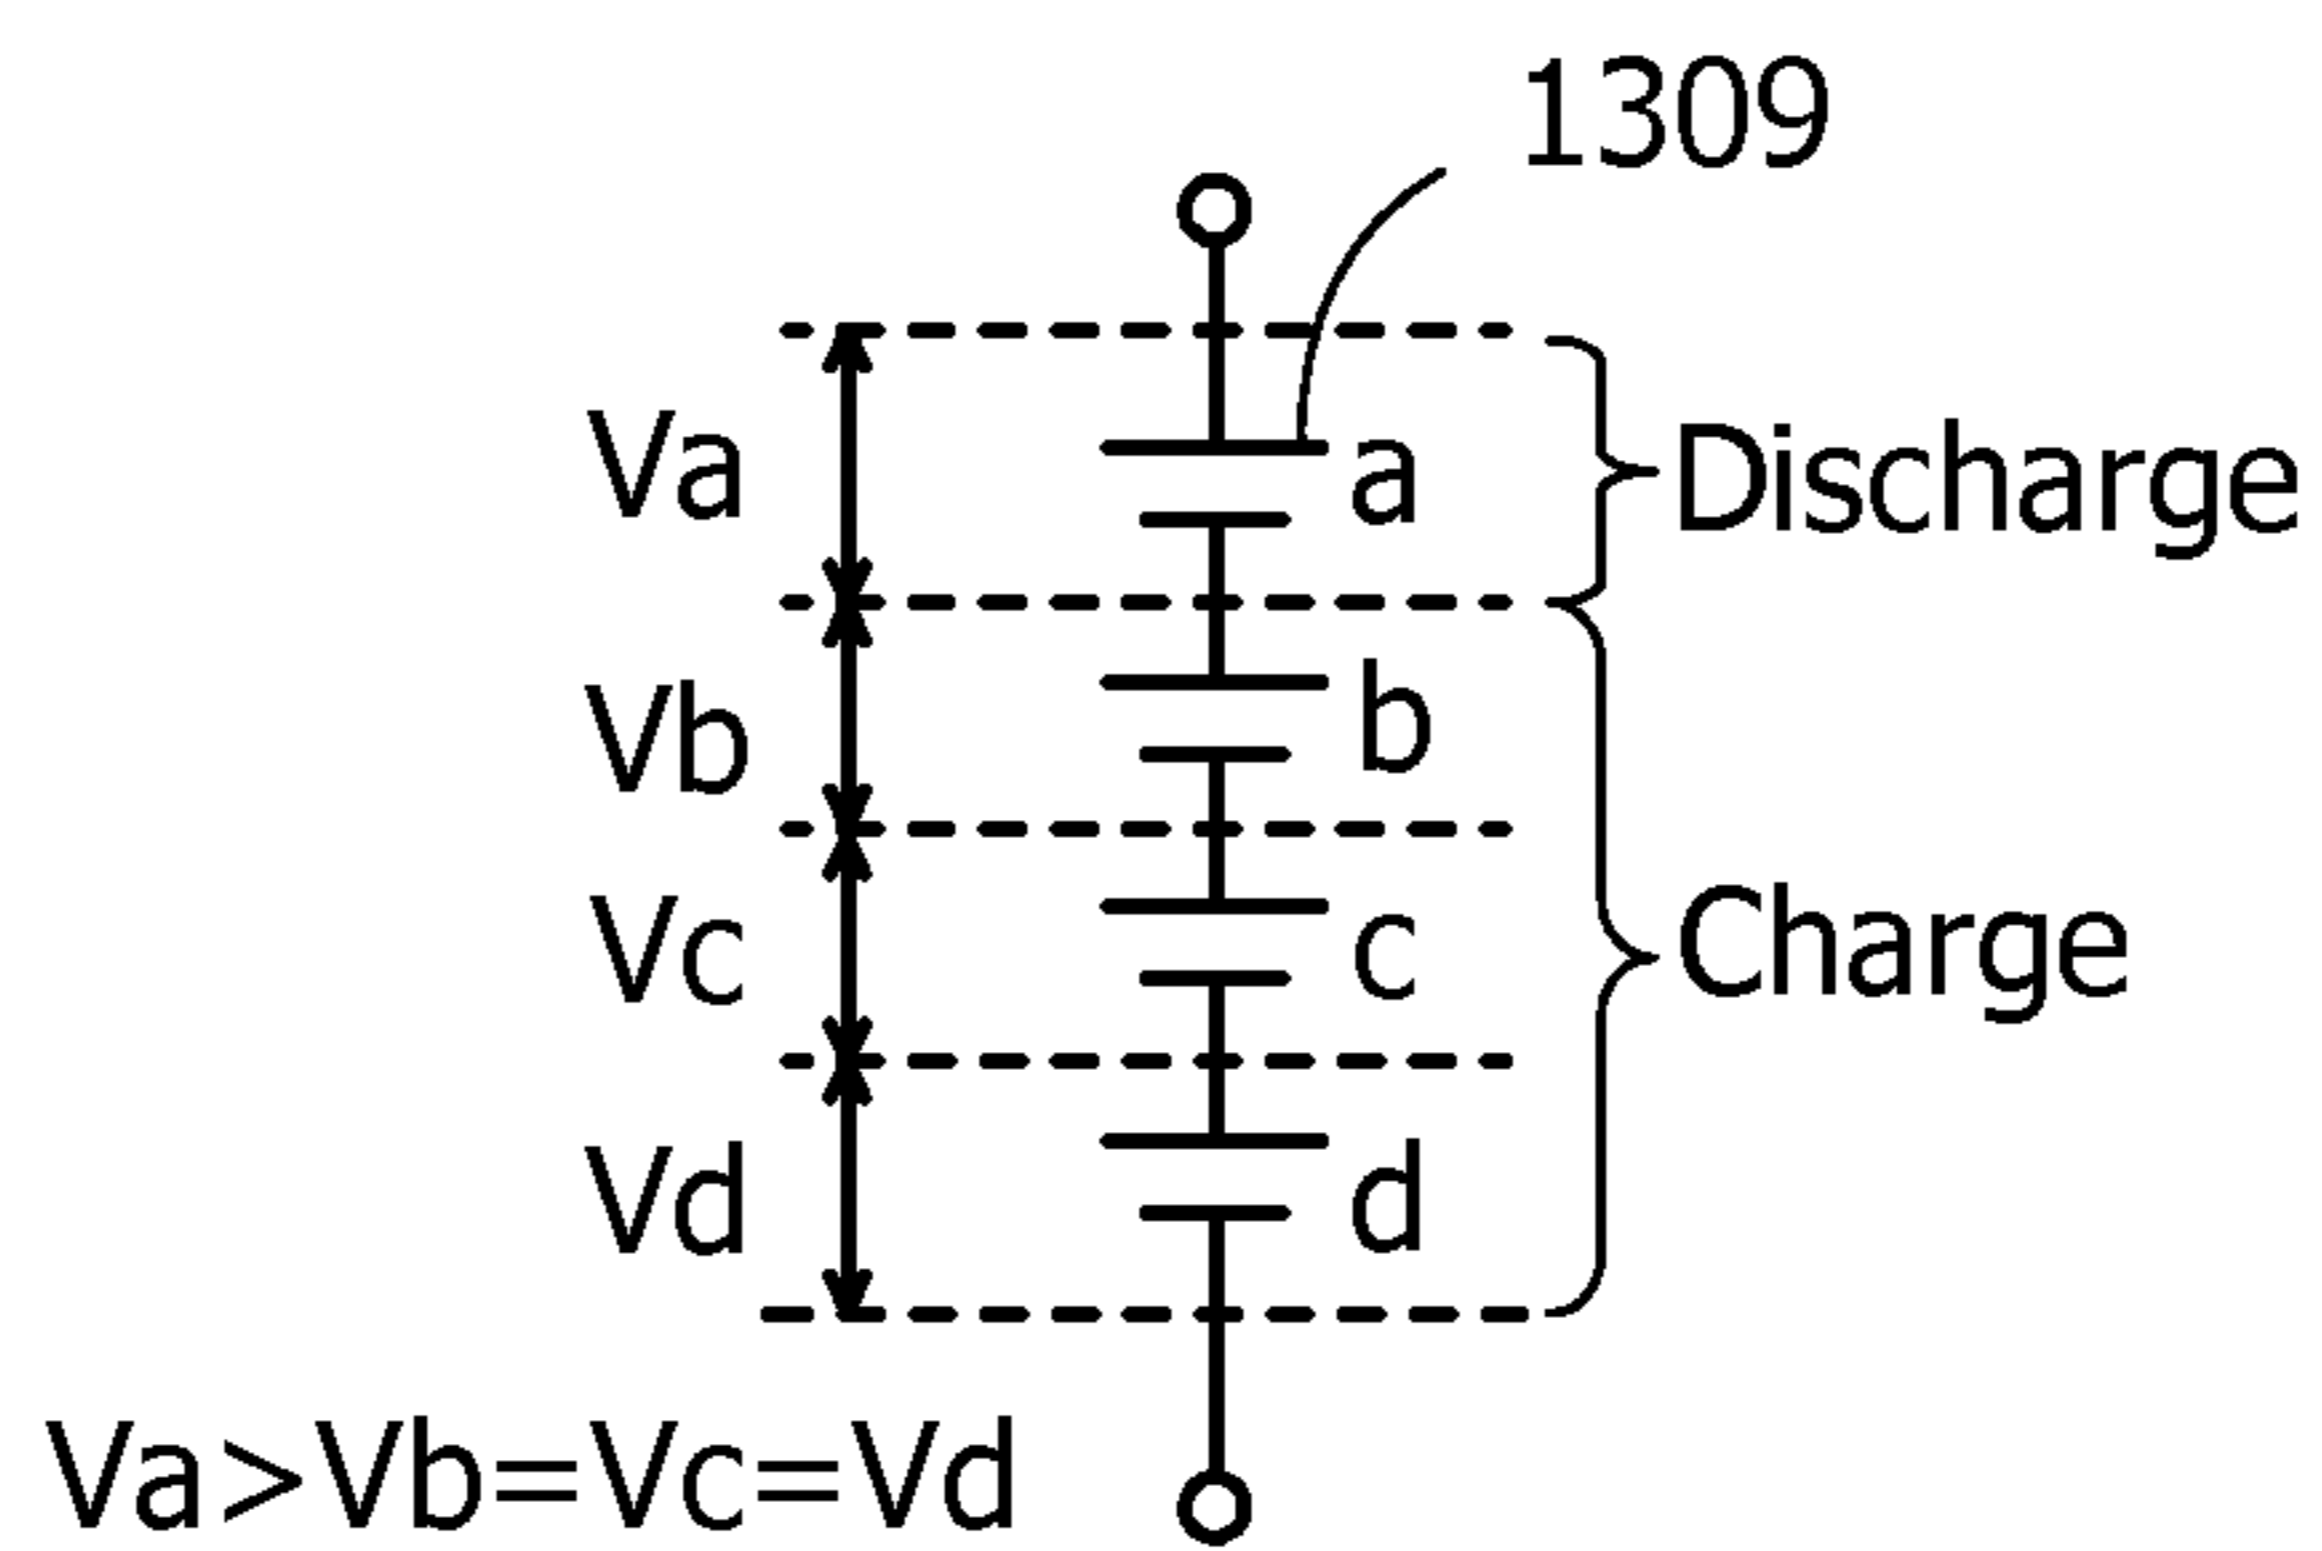 1309
Va
a
Discharge
Vb
b
Vc
c
Charge
Vd
d
Va>Vb=Vc=Vd